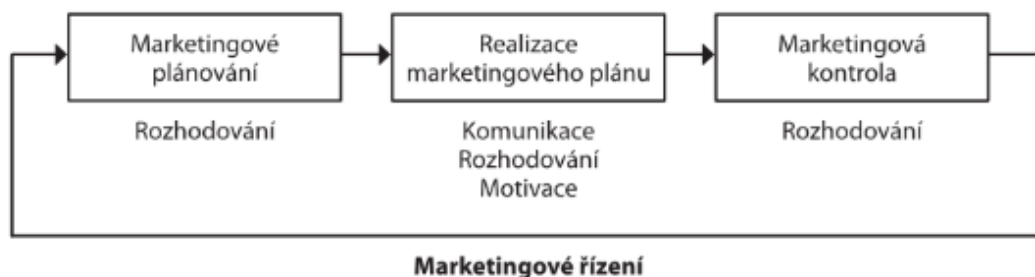 Marketingové
plánování
Realizace
marketingového plánu
Marketingová
kontrola
Rozhodování
Komunikace
Rozhodování
Motivace
Rozhodování
Marketingové řízení